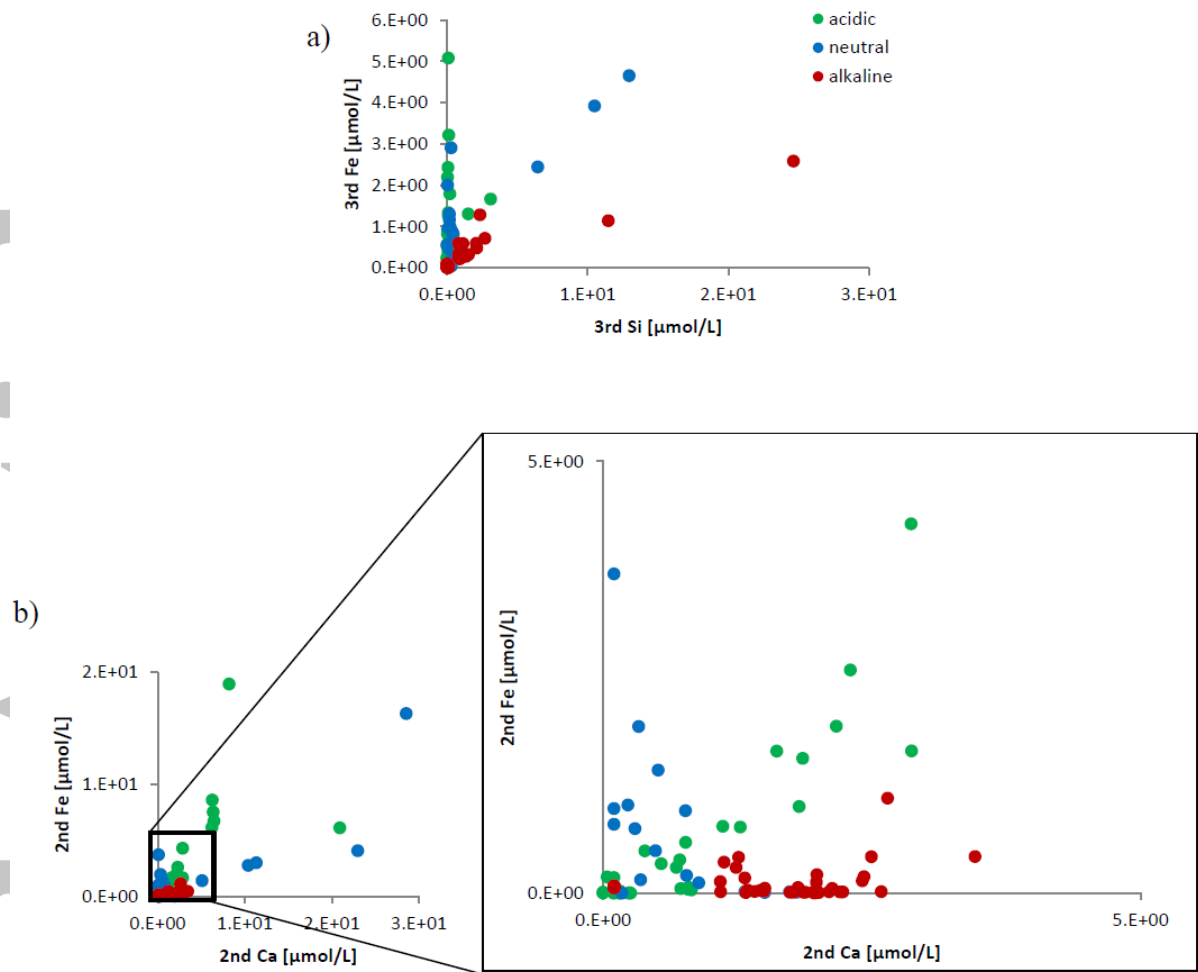 a)
acidic
neutral
alkaline
6.E+00
5.E+00
4.E+00
3.E+00
2.E+00
1.E+00
0.E+00
3rd Fe [µmol/L]
0.E+00 1.E+01 2.E+01 3.E+01
3rd Si [µmol/L]
b)
2.E+01
1.E+01
0.E+00
2nd Fe [µmol/L]
0.E+00 1.E+01 2.E+01 3.E+01
2nd Ca [µmol/L]
5.E+00
0.E+00
2nd Fe [µmol/L]
0.E+00 5.E+00
2nd Ca [µmol/L]